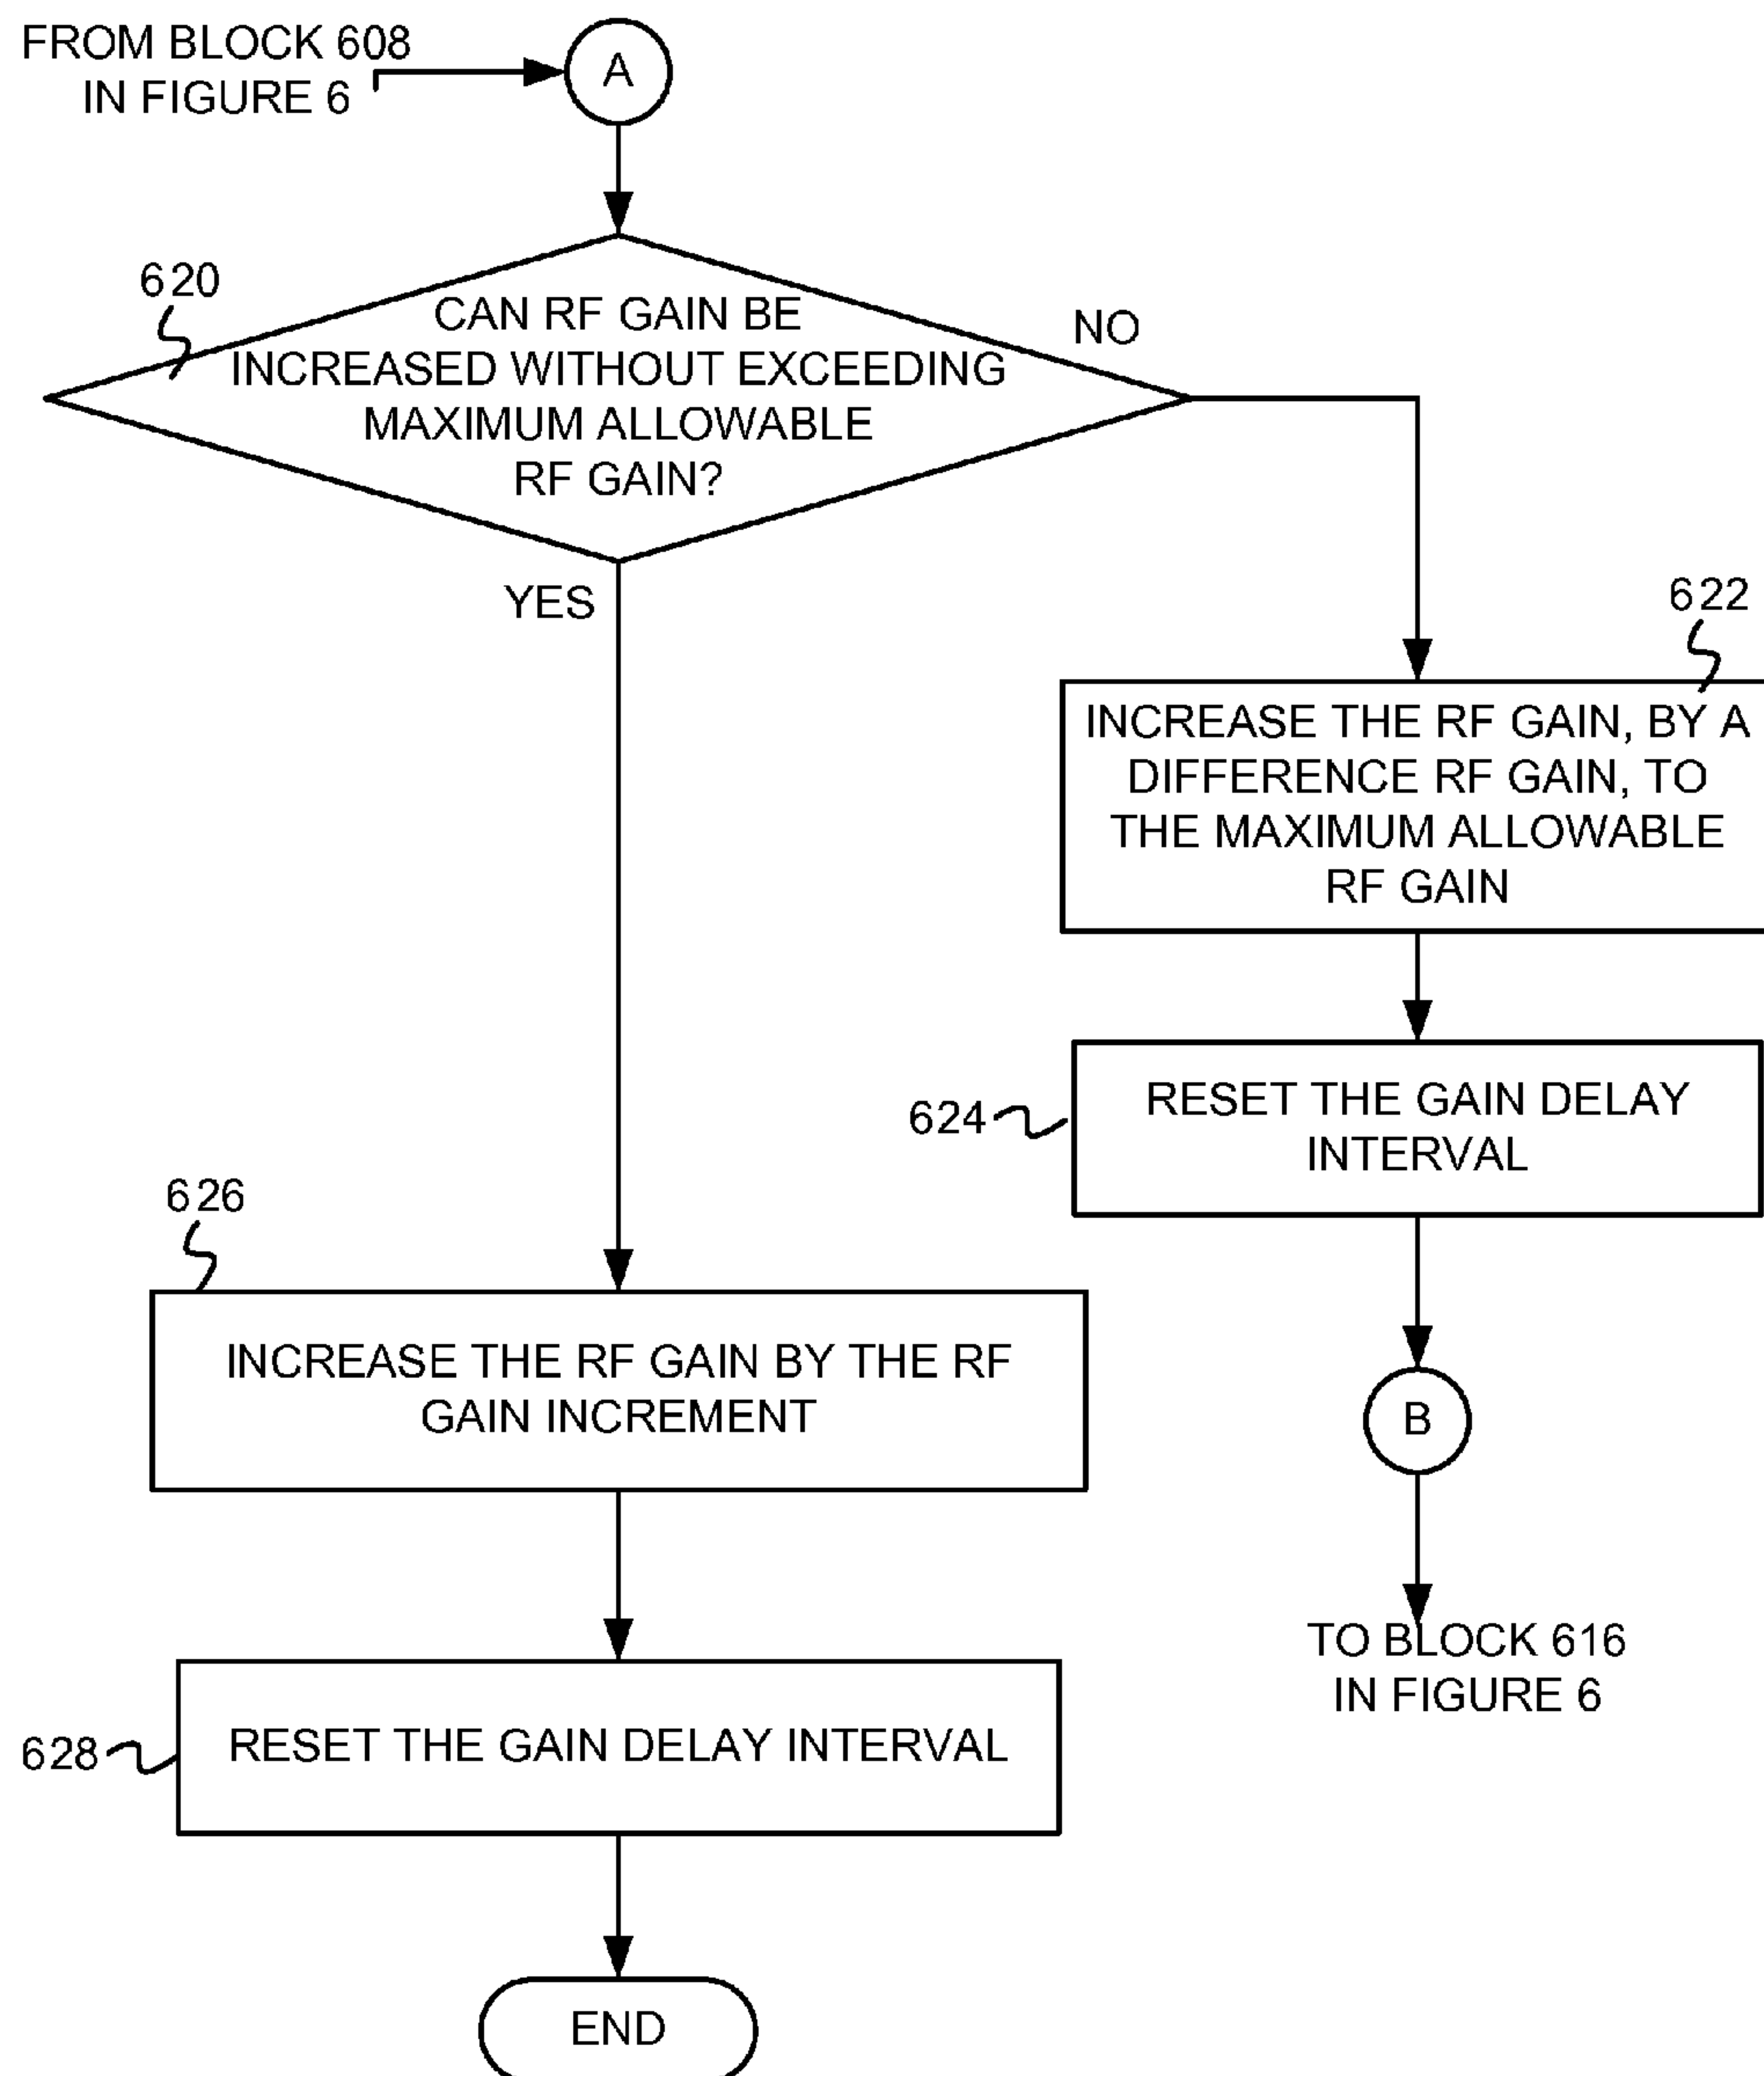 FROM BLOCK 608
IN FIGURE 6
A
620
CAN RF GAIN BE
INCREASED WITHOUT EXCEEDING
MAXIMUM ALLOWABLE
RF GAIN?
NO
YES
622
INCREASE THE RF GAIN, BY A
DIFFERENCE RF GAIN, TO
THE MAXIMUM ALLOWABLE
RF GAIN
624
RESET THE GAIN DELAY
INTERVAL
626
INCREASE THE RF GAIN BY THE RF
GAIN INCREMENT
B
TO BLOCK 616
IN FIGURE 6
628
RESET THE GAIN DELAY INTERVAL
END